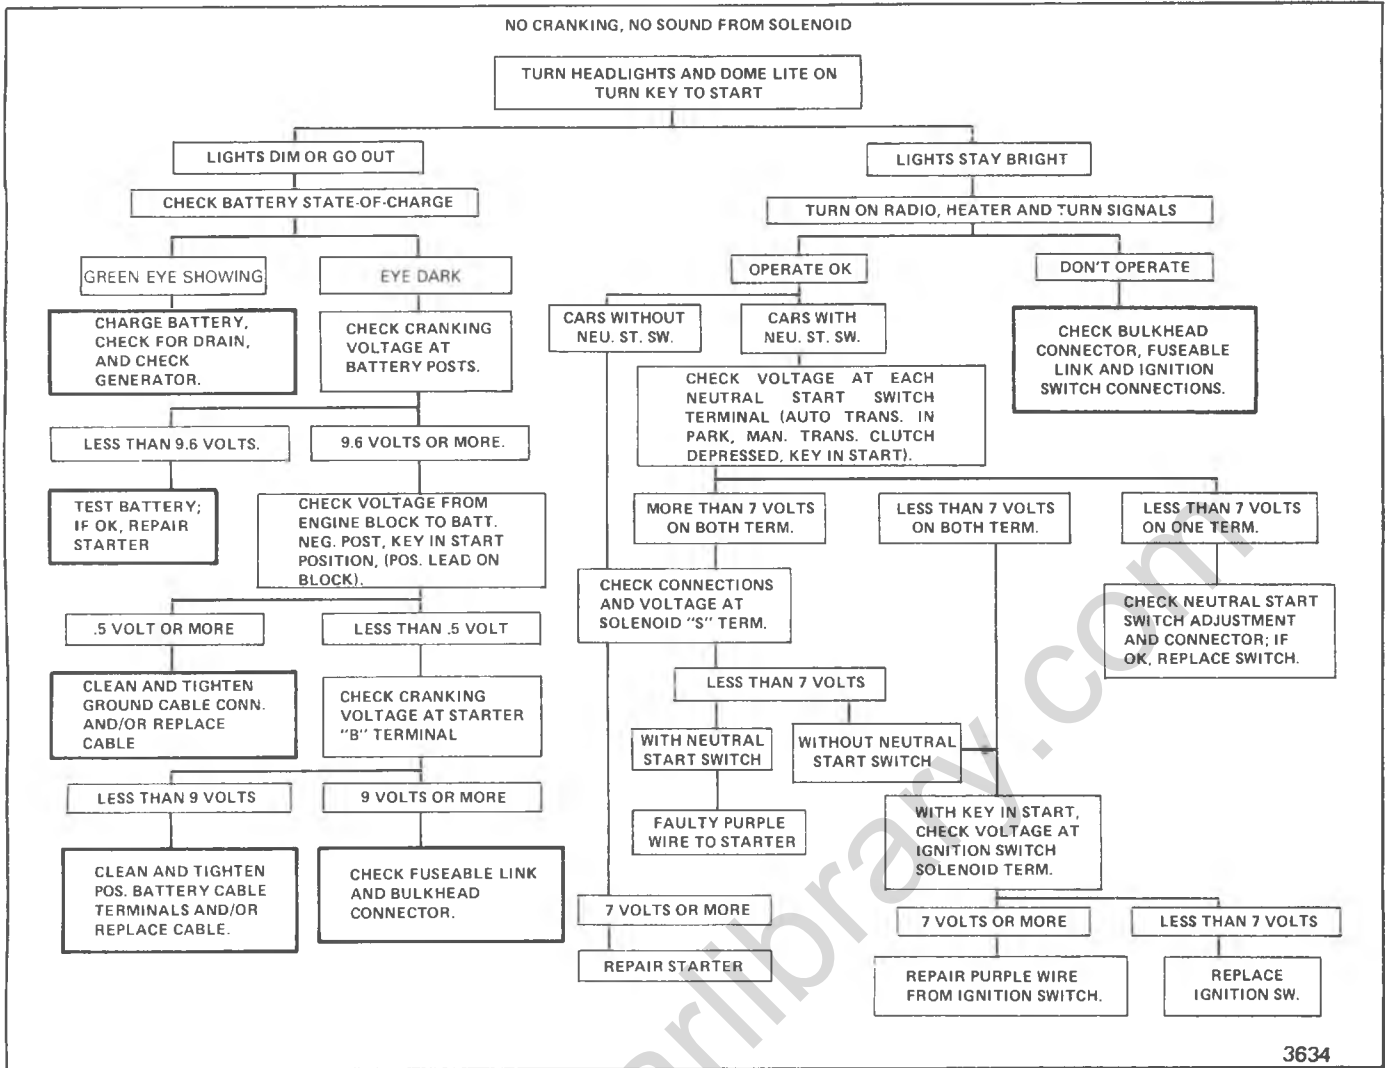 NO CRANKING, NO SOUND FROM SOLENOID
TURN HEADLIGHTS AND DOME LITE ON
TURN KEY TO START
LIGHTS DIM OR GO OUT
LIGHTS STAY BRIGHT
CHECK BATTERY STATE-OF-CHARGE
TURN ON RADIO, HEATER AND TURN SIGNALS
GREEN EYE SHOWING
EYE DARK
OPERATE OK
DON'T OPERATE
CHARGE BATTERY,
CHECK FOR DRAIN,
AND CHECK
GENERATOR.
CHECK CRANKING
VOLTAGE AT
BATTERY POSTS.
CARS WITHOUT
NEU. ST. SW.
CARS WITH
NEU. ST. SW.
CHECK BULKHEAD
CONNECTOR, FUSEABLE
LINK AND IGNITION
SWITCH CONNECTIONS.
CHECK VOLTAGE AT EACH
NEUTRAL START SWITCH
TERMINAL (AUTO TRANS. IN
PARK, MAN. TRANS. CLUTCH
DEPRESSED, KEY IN START).
LESS THAN 9.6 VOLTS.
9.6 VOLTS OR MORE.
TEST BATTERY;
IF OK, REPAIR
STARTER
CHECK VOLTAGE FROM
ENGINE BLOCK TO BATT.
NEG. POST, KEY IN START
POSITION, (POS. LEAD ON
BLOCK).
MORE THAN 7 VOLTS
ON BOTH TERM.
LESS THAN 7 VOLTS
ON BOTH TERM.
LESS THAN 7 VOLTS
ON ONE TERM.
CHECK CONNECTIONS
AND VOLTAGE AT
SOLENOID "S" TERM.
CHECK NEUTRAL START
SWITCH ADJUSTMENT
AND CONNECTOR; IF
OK, REPLACE SWITCH.
.5 VOLT OR MORE
LESS THAN .5 VOLT
CLEAN AND TIGHTEN
GROUND CABLE CONN.
AND/OR REPLACE
CABLE
CHECK CRANKING
VOLTAGE AT STARTER
"B" TERMINAL
LESS THAN 7 VOLTS
WITH NEUTRAL
START SWITCH
WITHOUT NEUTRAL
START SWITCH
LESS THAN 9 VOLTS
9 VOLTS OR MORE
FAULTY PURPLE
WIRE TO STARTER
WITH KEY IN START,
CHECK VOLTAGE AT
IGNITION SWITCH
SOLENOID TERM.
CLEAN AND TIGHTEN
POS. BATTERY CABLE
TERMINALS AND/OR
REPLACE CABLE.
CHECK FUSEABLE LINK
AND BULKHEAD
CONNECTOR.
7 VOLTS OR MORE
7 VOLTS OR MORE
LESS THAN 7 VOLTS
REPAIR STARTER
REPAIR PURPLE WIRE
FROM IGNITION SWITCH.
REPLACE
IGNITION SW.
3634
arlibrary.com